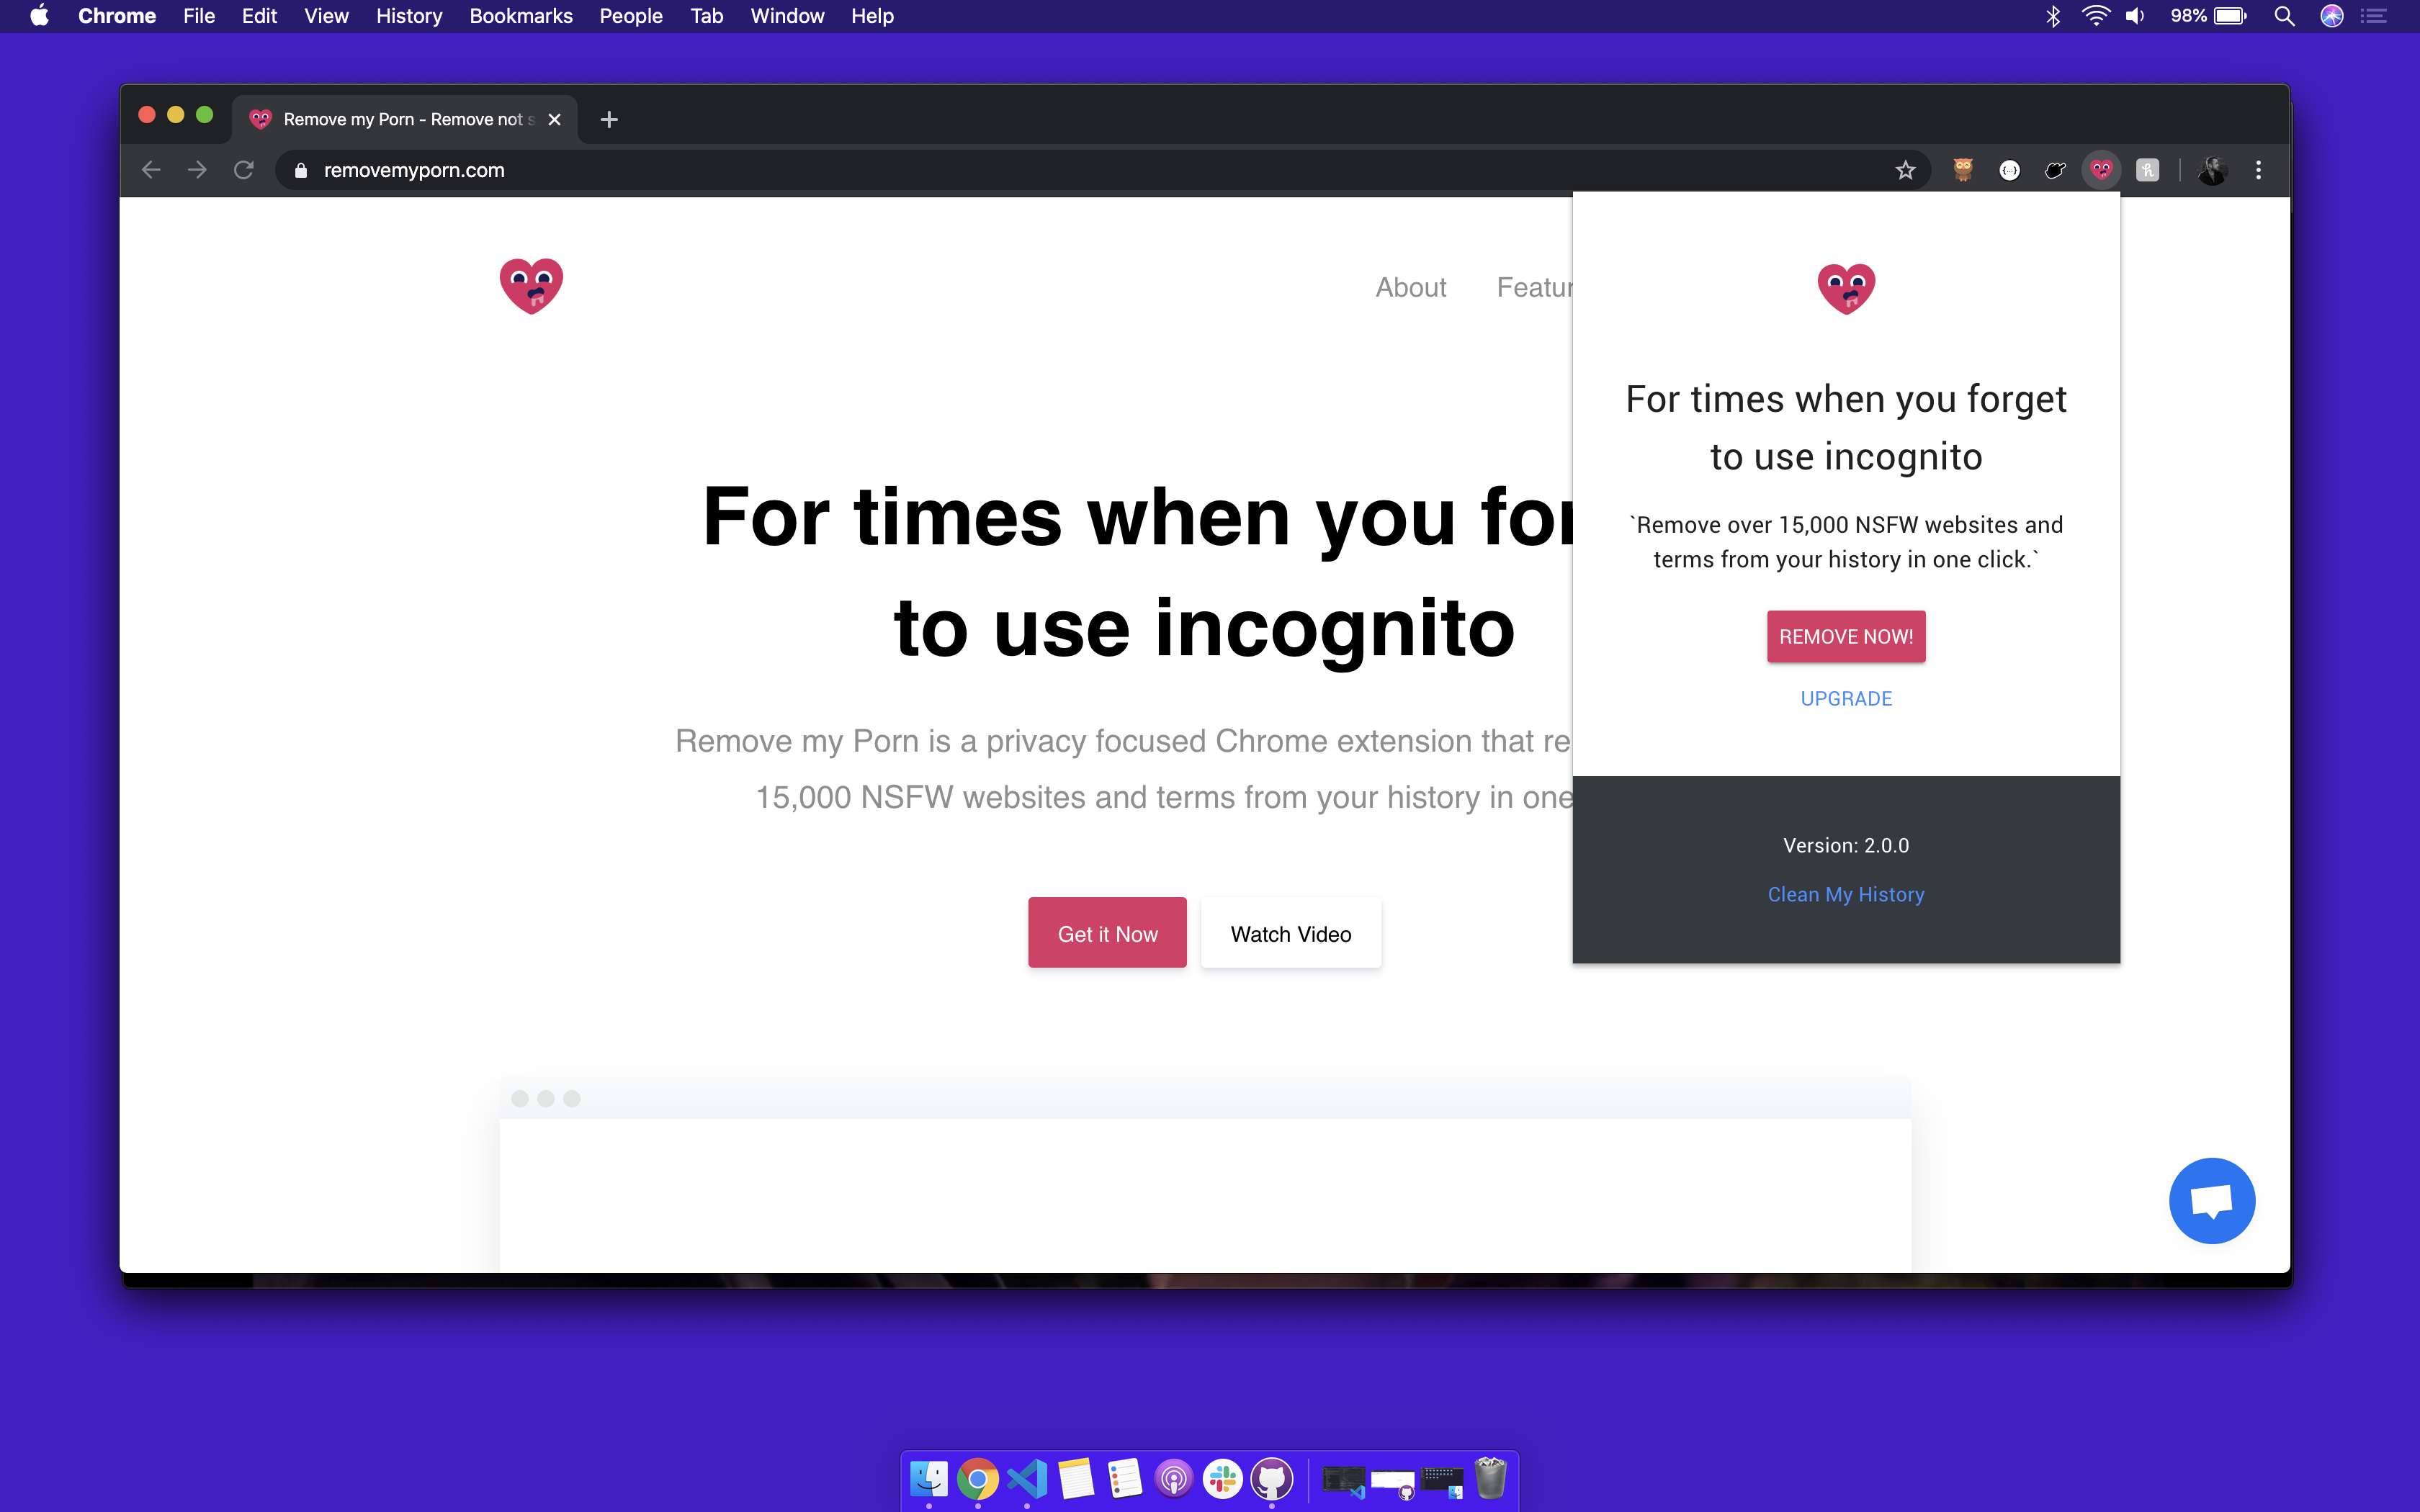 Chrome File Edit View History Bookmarks People Tab Window Help
98%
Remove my Porn - Remove not s
removemyporn.com
About Featur
For times when you for
to use incognito
Remove my Porn is a privacy focused Chrome extension that re
15,000 NSFW websites and terms from your history in one
Get it Now
Watch Video
For times when you forget
to use incognito
`Remove over 15,000 NSFW websites and
terms from your history in one click.`
REMOVE NOW!
UPGRADE
Version: 2.0.0
Clean My History